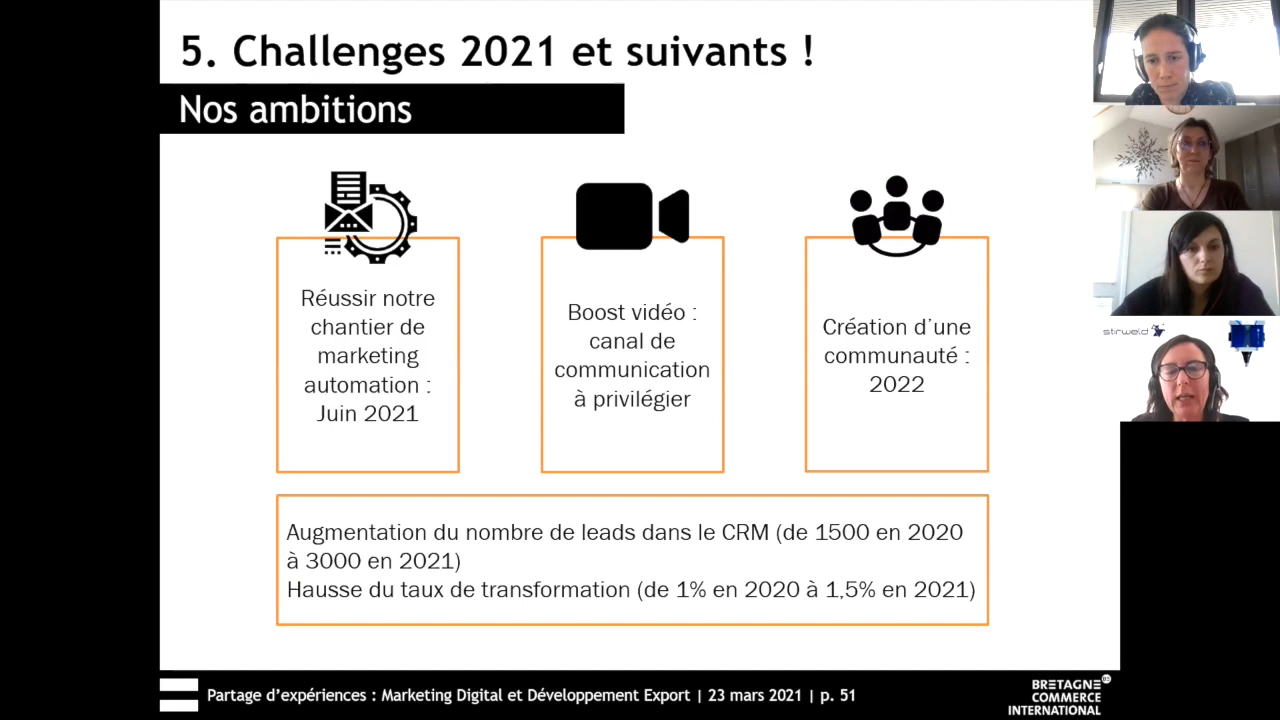 5. Challenges 2021 et suivants !
Nos ambitions
Réussir notre
chantier de
marketing
automation :
Juin 2021
Boost vidéo :
canal de
communication
à privilégier
Création d’une
communauté :
2022
Augmentation du nombre de leads dans le CRM (de 1500 en 2020
à 3000 en 2021)
Hausse du taux de transformation (de 1% en 2020 à 1,5% en 2021)
stirweld
Partage d’expériences : Marketing Digital et Développement Export | 23 mars 2021 | p. 51
BRETAGNE
COMMERCE
INTERNATIONAL